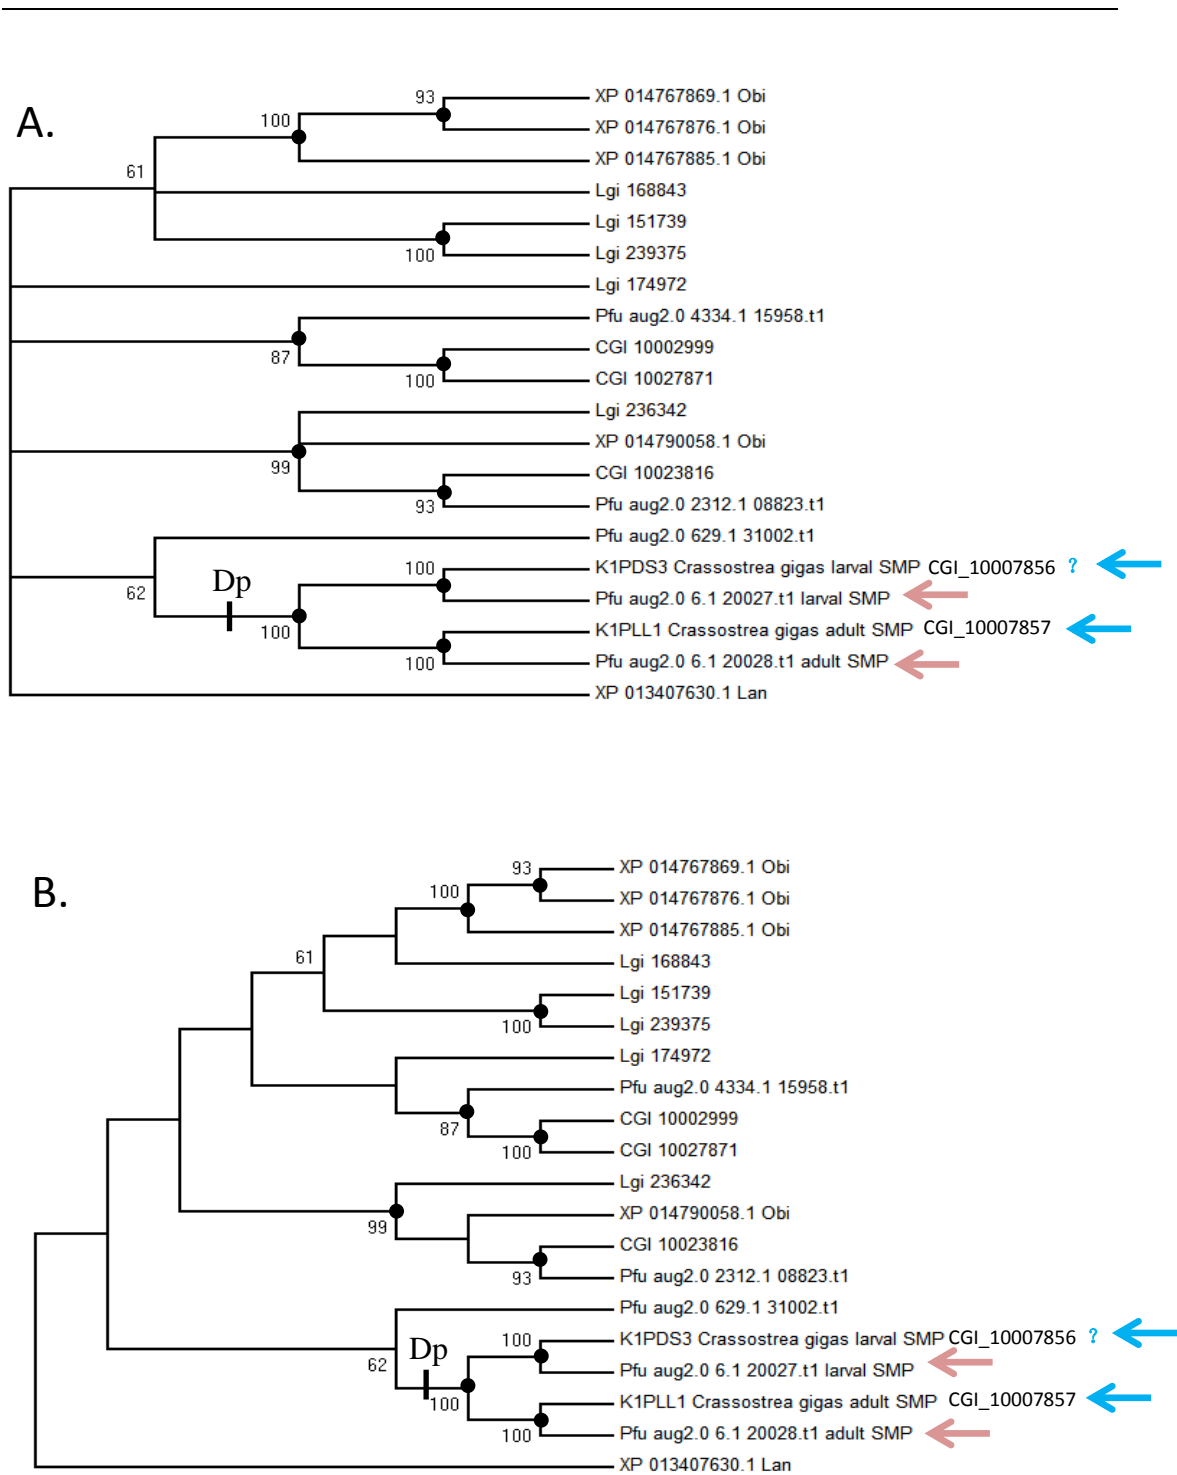 A.
93
XP 014767869.1 Obi
100
XP 014767876.1 Obi
XP 014767885.1 Obi
61
Lgi 168843
Lgi 151739
100
Lgi 239375
Lgi 174972
Pfu aug2.0 4334.1 15958.t1
87
CGI 10002999
100
CGI 10027871
Lgi 236342
XP 014790058.1 Obi
99
CGI 10023816
93
Pfu aug2.0 2312.1 08823.t1
Pfu aug2.0 629.1 31002.t1
62
Dp
100
K1PDS3 Crassostrea gigas larval SMP CGI_10007856 ?
Pfu aug2.0 6.1 20027.t1 larval SMP
100
K1PLL1 Crassostrea gigas adult SMP CGI_10007857
100
Pfu aug2.0 6.1 20028.t1 adult SMP
XP 013407630.1 Lan
B.
93
XP 014767869.1 Obi
100
XP 014767876.1 Obi
XP 014767885.1 Obi
61
Lgi 168843
Lgi 151739
100
Lgi 239375
Lgi 174972
Pfu aug2.0 4334.1 15958.t1
87
CGI 10002999
100
CGI 10027871
Lgi 236342
99
XP 014790058.1 Obi
CGI 10023816
93
Pfu aug2.0 2312.1 08823.t1
Pfu aug2.0 629.1 31002.t1
62
Dp
100
K1PDS3 Crassostrea gigas larval SMP CGI_10007856 ?
Pfu aug2.0 6.1 20027.t1 larval SMP
100
K1PLL1 Crassostrea gigas adult SMP CGI_10007857
100
Pfu aug2.0 6.1 20028.t1 adult SMP
XP 013407630.1 Lan